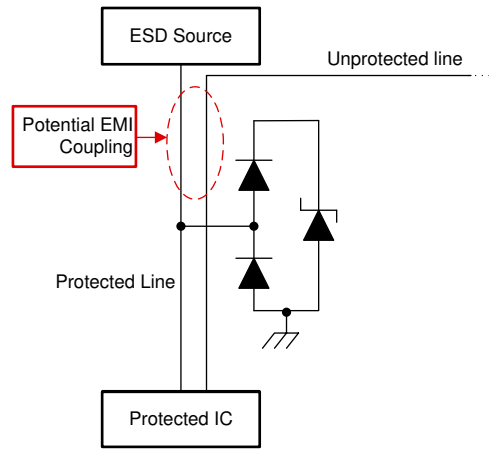 ESD Source
Unprotected line
Potential EMI
Coupling
Protected Line
Protected IC